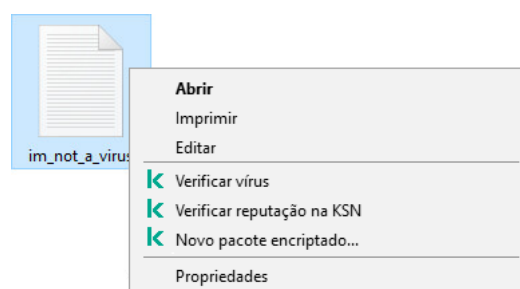 Abrir
Imprimir
Editar
im_not_a_virus
Verificar vírus
Verificar reputação na KSN
Novo pacote encriptado...
Propriedades